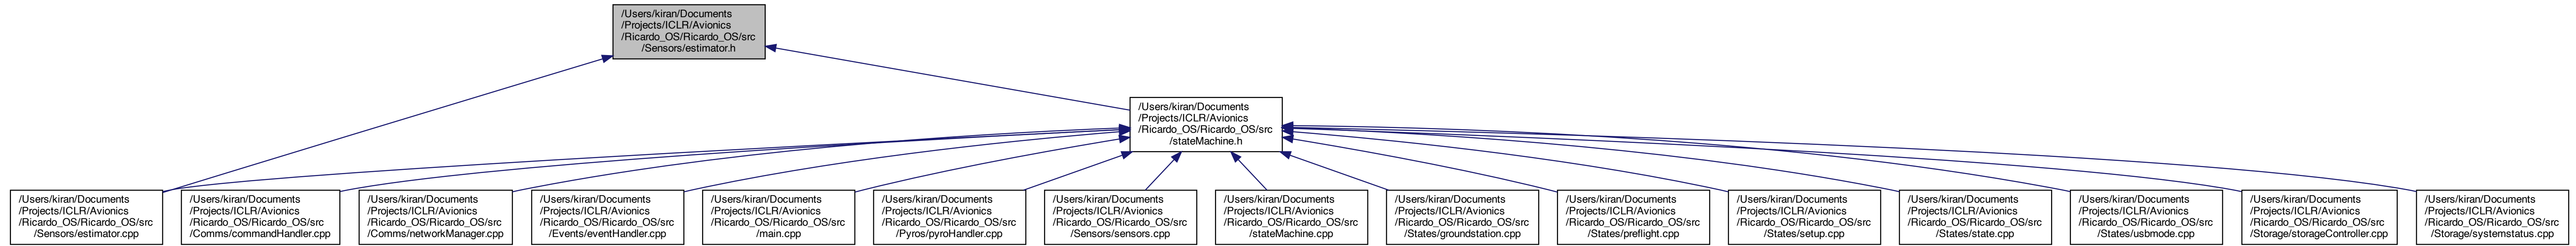 /Users/kiran/Documents
/Projects/ICLR/Avionics
/Ricardo_OS/Ricardo_OS/src
/Sensors/estimator.h
/Users/kiran/Documents
/Projects/ICLR/Avionics
/Ricardo_OS/Ricardo_OS/src
/stateMachine.h
/Users/kiran/Documents
/Projects/ICLR/Avionics
/Ricardo_OS/Ricardo_OS/src
/Sensors/estimator.cpp
/Users/kiran/Documents
/Projects/ICLR/Avionics
/Ricardo_OS/Ricardo_OS/src
/Comms/commandHandler.cpp
/Users/kiran/Documents
/Projects/ICLR/Avionics
/Ricardo_OS/Ricardo_OS/src
/Comms/networkManager.cpp
/Users/kiran/Documents
/Projects/ICLR/Avionics
/Ricardo_OS/Ricardo_OS/src
/Events/eventHandler.cpp
/Users/kiran/Documents
/Projects/ICLR/Avionics
/Ricardo_OS/Ricardo_OS/src
/main.cpp
/Users/kiran/Documents
/Projects/ICLR/Avionics
/Ricardo_OS/Ricardo_OS/src
/Pyros/pyroHandler.cpp
/Users/kiran/Documents
/Projects/ICLR/Avionics
/Ricardo_OS/Ricardo_OS/src
/Sensors/sensors.cpp
/Users/kiran/Documents
/Projects/ICLR/Avionics
/Ricardo_OS/Ricardo_OS/src
/stateMachine.cpp
/Users/kiran/Documents
/Projects/ICLR/Avionics
/Ricardo_OS/Ricardo_OS/src
/States/groundstation.cpp
/Users/kiran/Documents
/Projects/ICLR/Avionics
/Ricardo_OS/Ricardo_OS/src
/States/preflight.cpp
/Users/kiran/Documents
/Projects/ICLR/Avionics
/Ricardo_OS/Ricardo_OS/src
/States/setup.cpp
/Users/kiran/Documents
/Projects/ICLR/Avionics
/Ricardo_OS/Ricardo_OS/src
/States/state.cpp
/Users/kiran/Documents
/Projects/ICLR/Avionics
/Ricardo_OS/Ricardo_OS/src
/States/usbmode.cpp
/Users/kiran/Documents
/Projects/ICLR/Avionics
/Ricardo_OS/Ricardo_OS/src
/Storage/storageController.cpp
/Users/kiran/Documents
/Projects/ICLR/Avionics
/Ricardo_OS/Ricardo_OS/src
/Storage/systemstatus.cpp